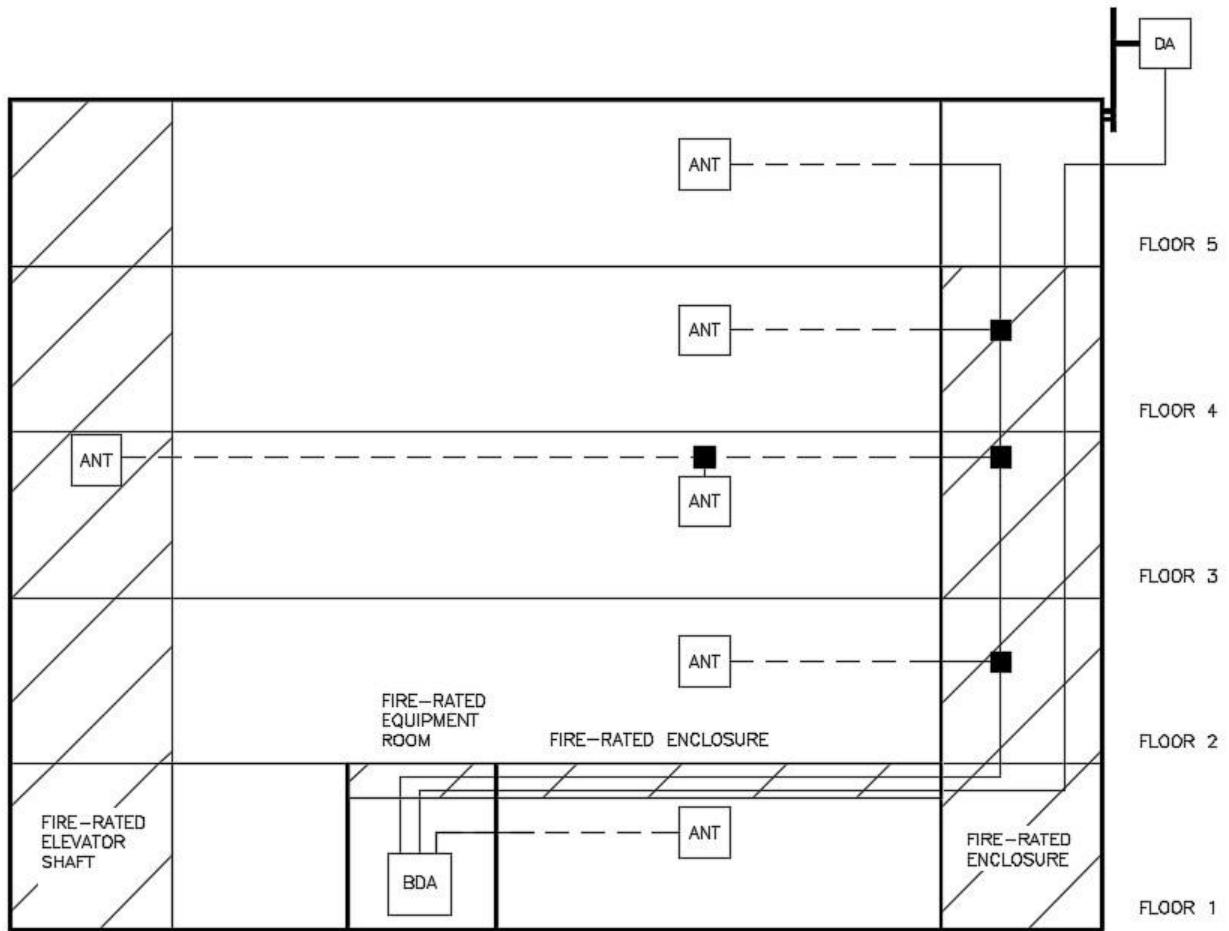 DA
ANT
FLOOR 5
ANT
FLOOR 4
ANT
ANT
FLOOR 3
ANT
FIRE-RATED
EQUIPMENT
ROOM
FIRE-RATED ENCLOSURE
FLOOR 2
FIRE-RATED
ELEVATOR
SHAFT
BDA
ANT
FIRE-RATED
ENCLOSURE
FLOOR 1